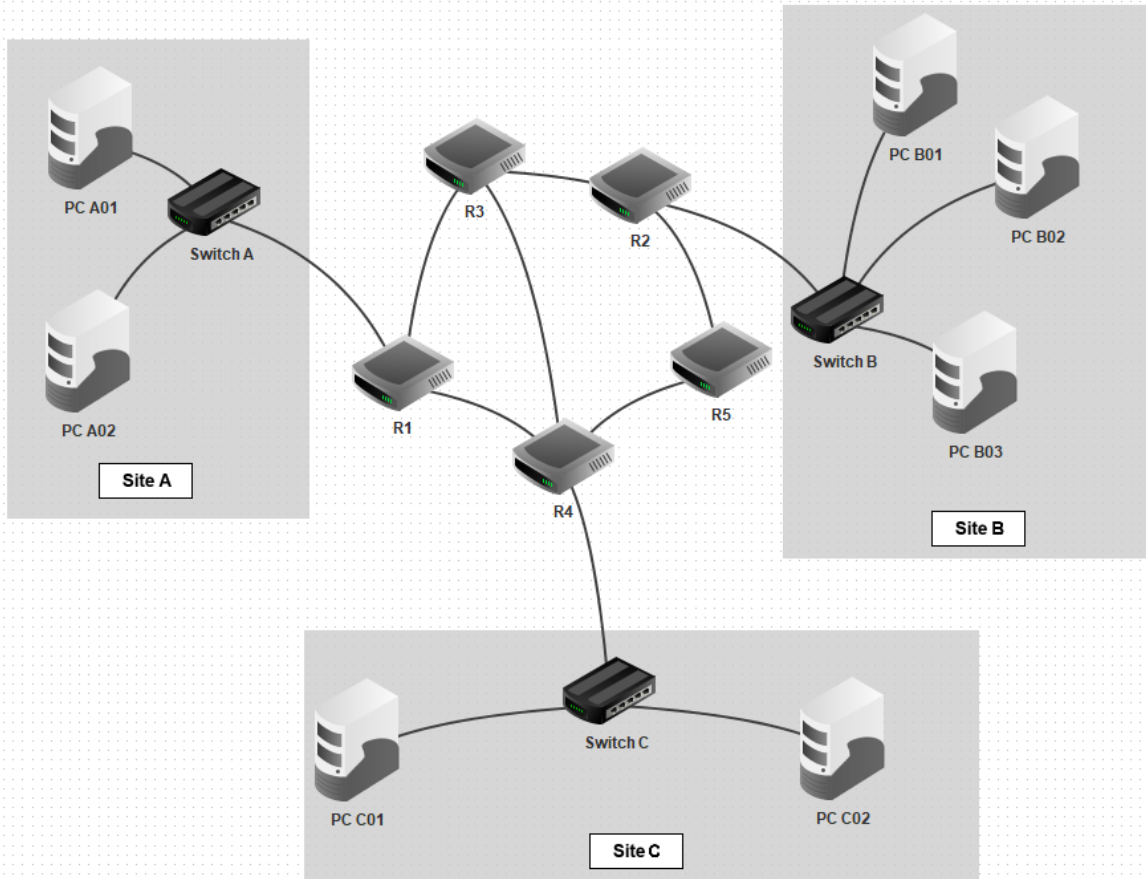 PC A01
Switch A
PC A02
Site A
R3
R2
R1
R5
R4
PC B01
PC B02
Switch B
PC B03
Site B
Switch C
PC C01
PC C02
Site C